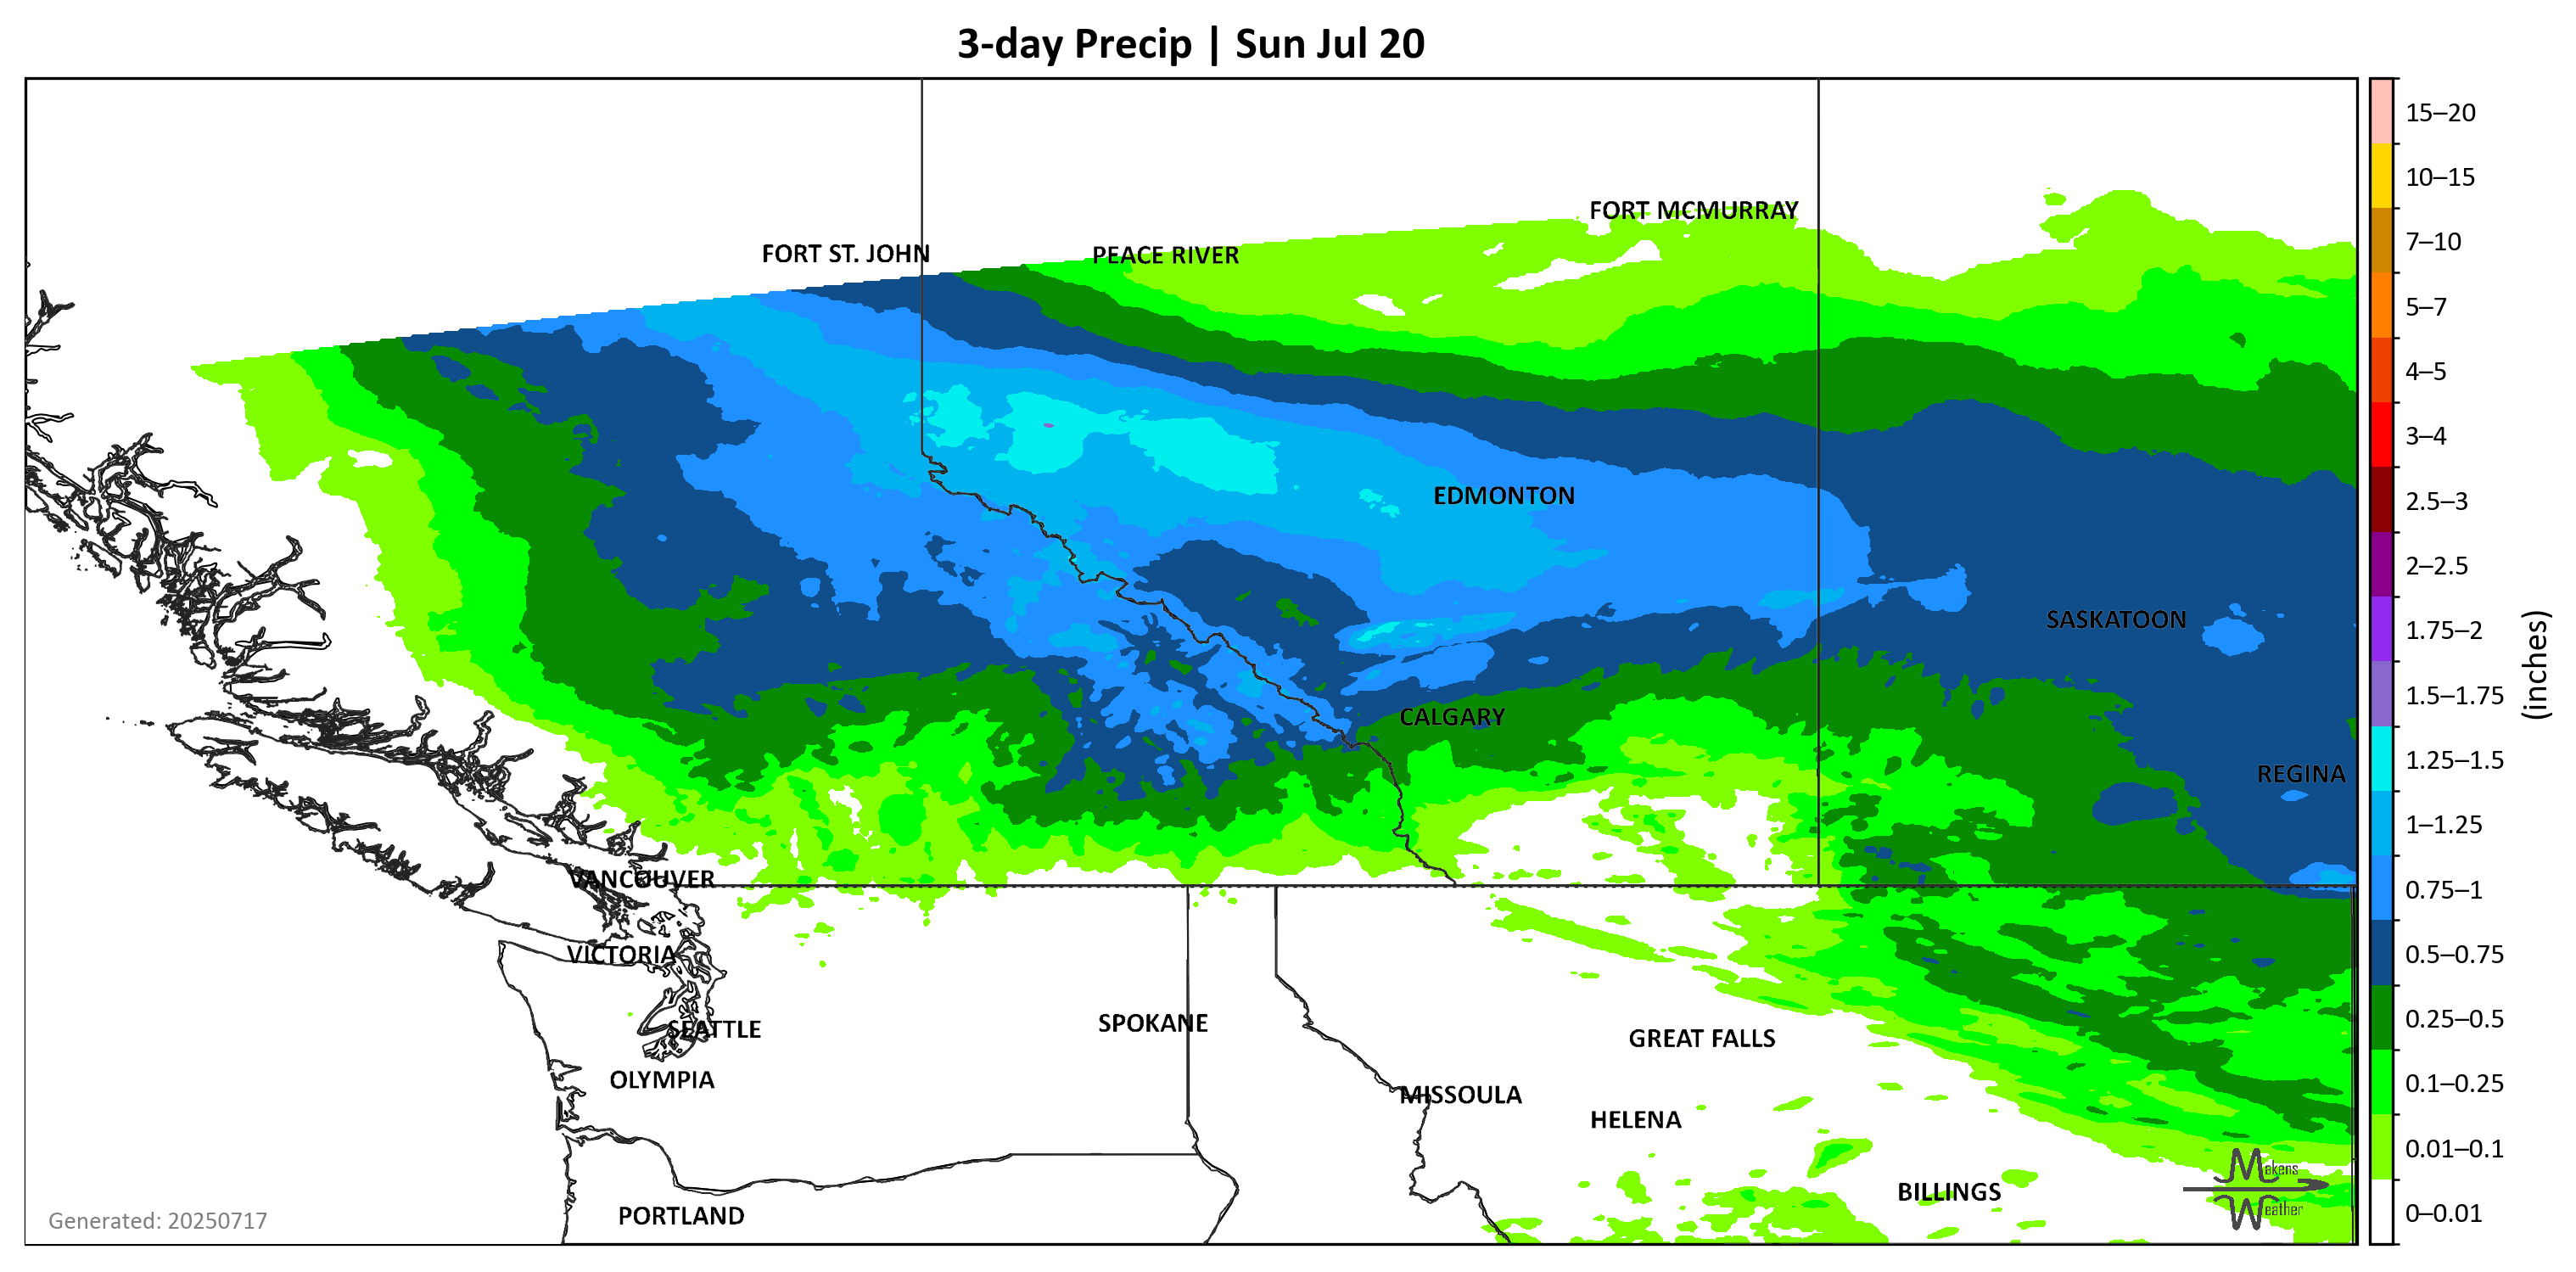 3-day Precip | Sun Jul 20
FORT MCMURRAY
FORT ST. JOHN
PEACE RIVER
EDMONTON
SASKATOON
CALGARY
REGINA
VANCOUVER
VICTORIA
SPOKANE
SEATTLE
GREAT FALLS
OLYMPIA
MISSOULA
HELENA
BILLINGS
PORTLAND
Generated: 20250717
Makens
Weather
15–20
10–15
7–10
5–7
4–5
3–4
2.5–3
2–2.5
1.75–2
1.5–1.75
1.25–1.5
1–1.25
0.75–1
0.5–0.75
0.25–0.5
0.1–0.25
0.01–0.1
0–0.01
(inches)